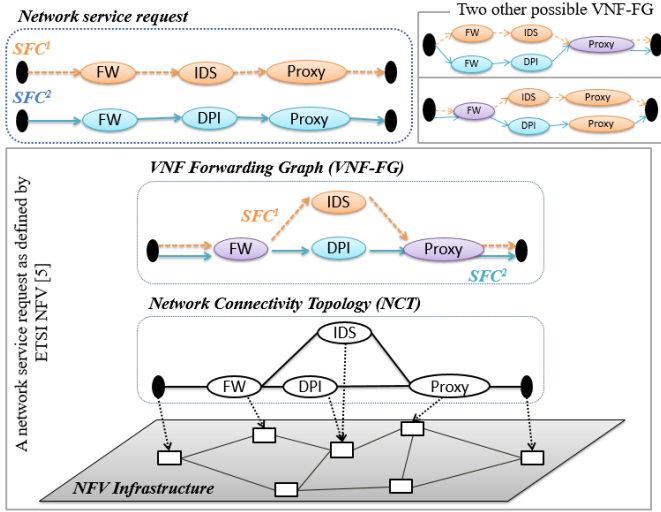 Network service request
SFC¹
FW
IDS
Proxy
SFC²
FW
DPI
Proxy
Two other possible VNF-FG
FW
IDS
Proxy
FW
DPI
IDS
Proxy
FW
DPI
Proxy
A network service request as defined by
ETSI NFV [5]
VNF Forwarding Graph (VNF-FG)
IDS
SFC¹
FW
DPI
Proxy
SFC²
Network Connectivity Topology (NCT)
IDS
FW
DPI
Proxy
NFV Infrastructure